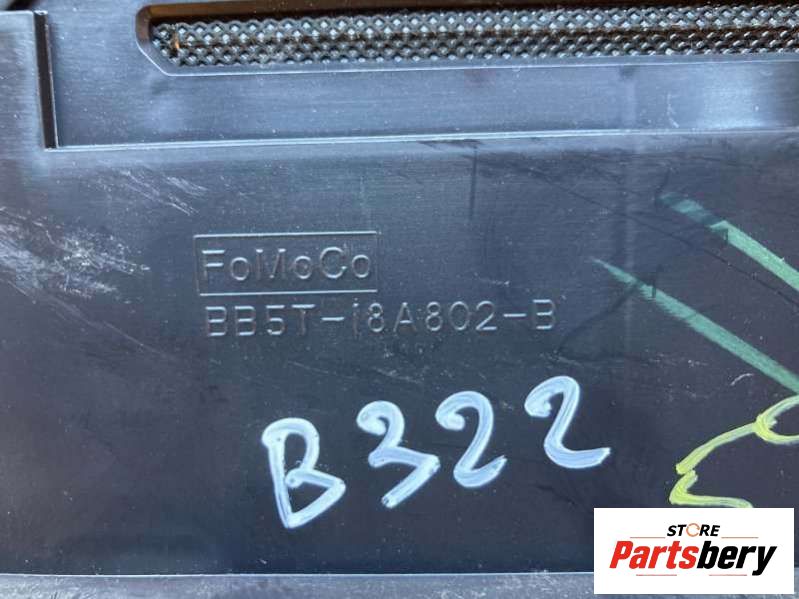 FoMoCo
BB5T-18A802-B
B322
STORE
Partsbery